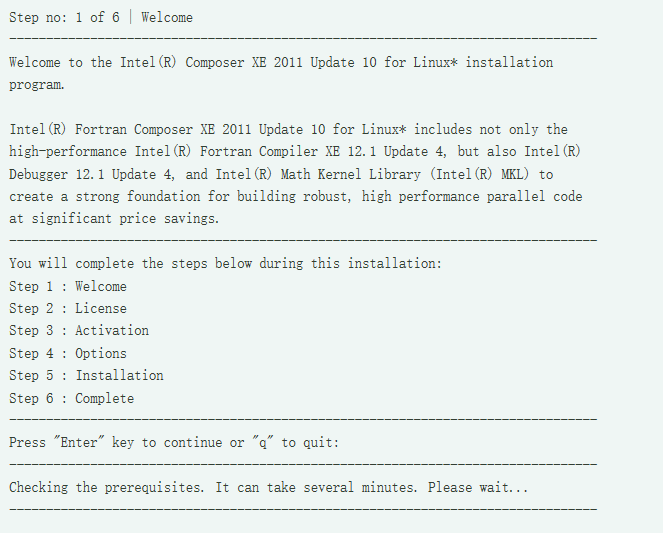 Step no: 1 of 6 | Welcome
--------------------------------------------------------------------------------
Welcome to the Intel(R) Composer XE 2011 Update 10 for Linux* installation
program.
Intel(R) Fortran Composer XE 2011 Update 10 for Linux* includes not only the
high-performance Intel(R) Fortran Compiler XE 12.1 Update 4, but also Intel(R)
Debugger 12.1 Update 4, and Intel(R) Math Kernel Library (Intel(R) MKL) to
create a strong foundation for building robust, high performance parallel code
at significant price savings.
--------------------------------------------------------------------------------
You will complete the steps below during this installation:
Step 1 : Welcome
Step 2 : License
Step 3 : Activation
Step 4 : Options
Step 5 : Installation
Step 6 : Complete
--------------------------------------------------------------------------------
Press "Enter" key to continue or "q" to quit:
--------------------------------------------------------------------------------
Checking the prerequisites. It can take several minutes. Please wait...
--------------------------------------------------------------------------------